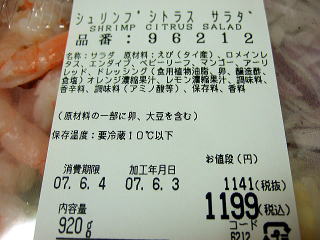 シュリンプ シトラス サラダ
SHRIMP CITRUS SALAD
品番: 96212
名称:サラダ 原材料:えび(タイ産)、ロメインレ
タス、エンダイブ、ベビーリーフ、マンゴー、アーリ
レッド、ドレッシング(食用植物油脂、卵、醸造酢、
食塩)オレンジ濃縮果汁、レモン濃縮果汁、調味料、
香辛料、調味料(アミノ酸等)、保存料、香料
(原材料の一部に卵、大豆を含む)
保存温度:要冷蔵10℃以下
お値段(円)
消費期限 加工年月日
07. 6. 4 07. 6. 3 1141(税抜)
1199(税込)
内容量
920g
コード
6212